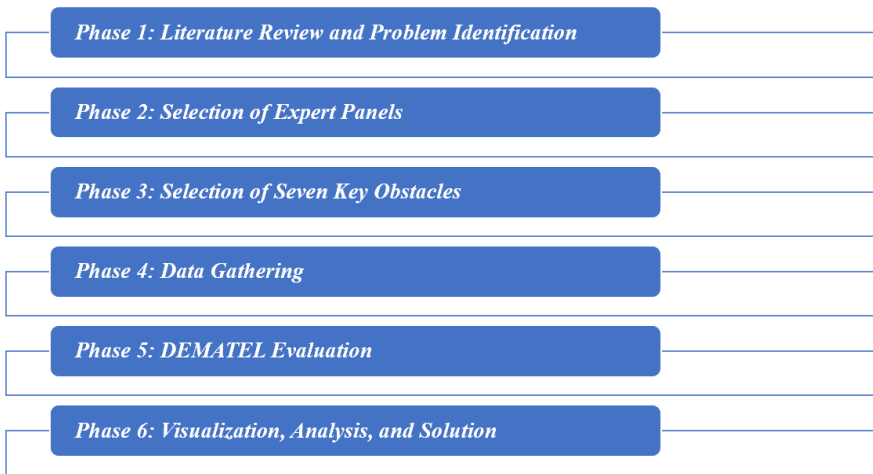 Phase 1: Literature Review and Problem Identification
Phase 2: Selection of Expert Panels
Phase 3: Selection of Seven Key Obstacles
Phase 4: Data Gathering
Phase 5: DEMATEL Evaluation
Phase 6: Visualization, Analysis, and Solution